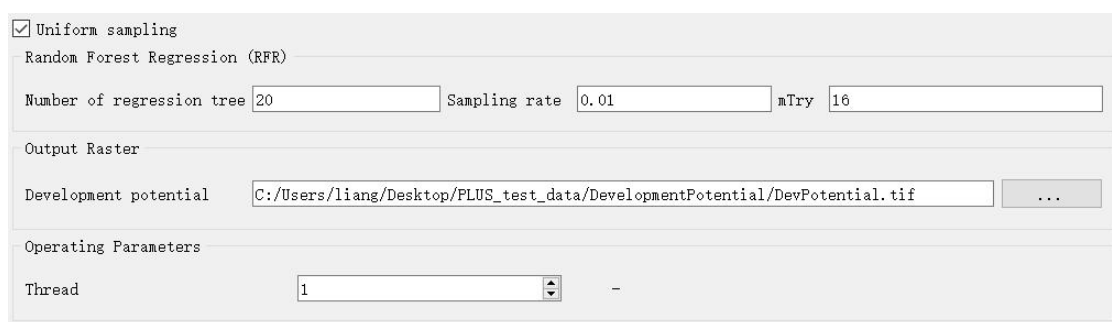 Uniform sampling
Random Forest Regression (RFR)
Number of regression tree 20 Sampling rate 0.01 mTry 16
Output Raster
Development potential C:/Users/liang/Desktop/PLUS_test_data/DevelopmentPotential/DevPotential.tif ...
Operating Parameters
Thread 1 -